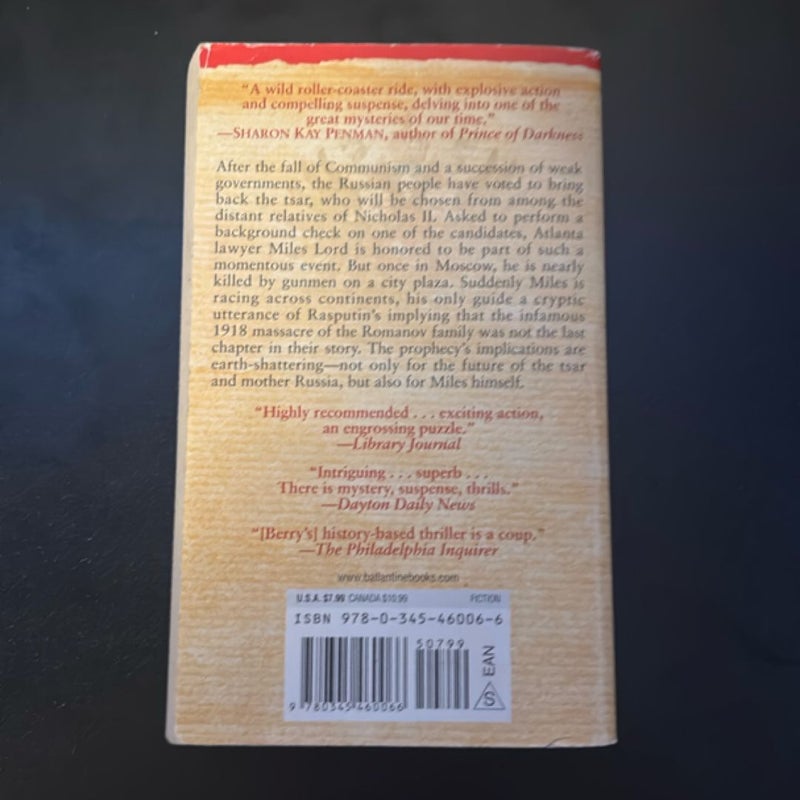 “A wild roller-coaster ride, with explosive action
and compelling suspense, delving into one of the
great mysteries of our time.”
—SHARON KAY PENMAN, author of Prince of Darkness
After the fall of Communism and a succession of weak
governments, the Russian people have voted to bring
back the tsar, who will be chosen from among the
distant relatives of Nicholas II. Asked to perform a
background check on one of the candidates, Atlanta
lawyer Miles Lord is honored to be part of such a
momentous event. But once in Moscow, he is nearly
killed by gunmen on a city plaza. Suddenly Miles is
racing across continents, his only guide a cryptic
utterance of Rasputin’s implying that the infamous
1918 massacre of the Romanov family was not the last
chapter in their story. The prophecy’s implications are
earth-shattering—not only for the future of the tsar
and mother Russia, but also for Miles himself.
“Highly recommended . . . exciting action,
an engrossing puzzle.”
—Library Journal
“Intriguing . . . superb . . .
There is mystery, suspense, thrills.”
—Dayton Daily News
“[Berry’s] history-based thriller is a coup.”
—The Philadelphia Inquirer
www.ballantinebooks.com
U.S.A. $7.99 CANADA $10.99 FICTION
ISBN 978-0-345-46006-6
50799
EAN
S
9 780345 460066